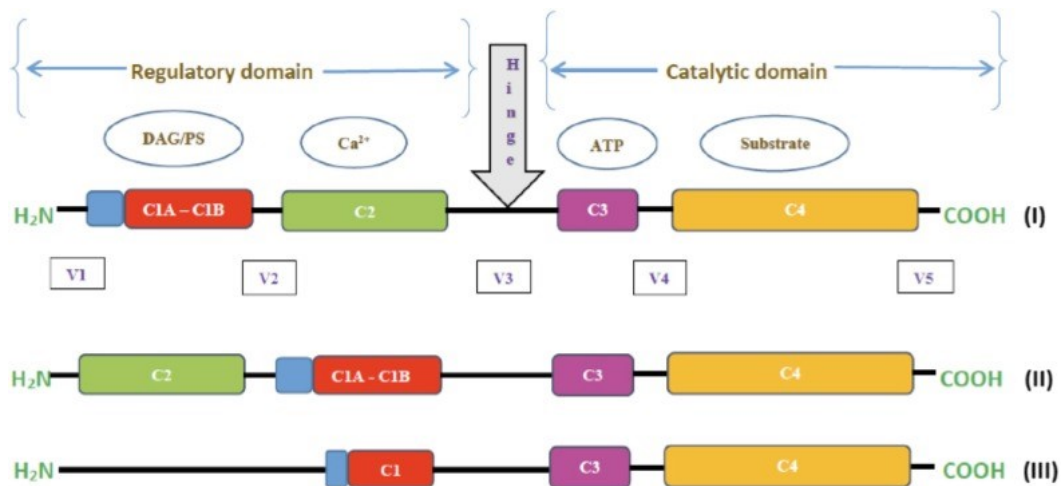 Regulatory domain
Hinge
Catalytic domain
DAG/PS
Ca²⁺
ATP
Substrate
H₂N
C1A – C1B
C2
C3
C4
COOH
(I)
V1
V2
V3
V4
V5
H₂N
C2
C1A - C1B
C3
C4
COOH
(II)
H₂N
C1
C3
C4
COOH
(III)